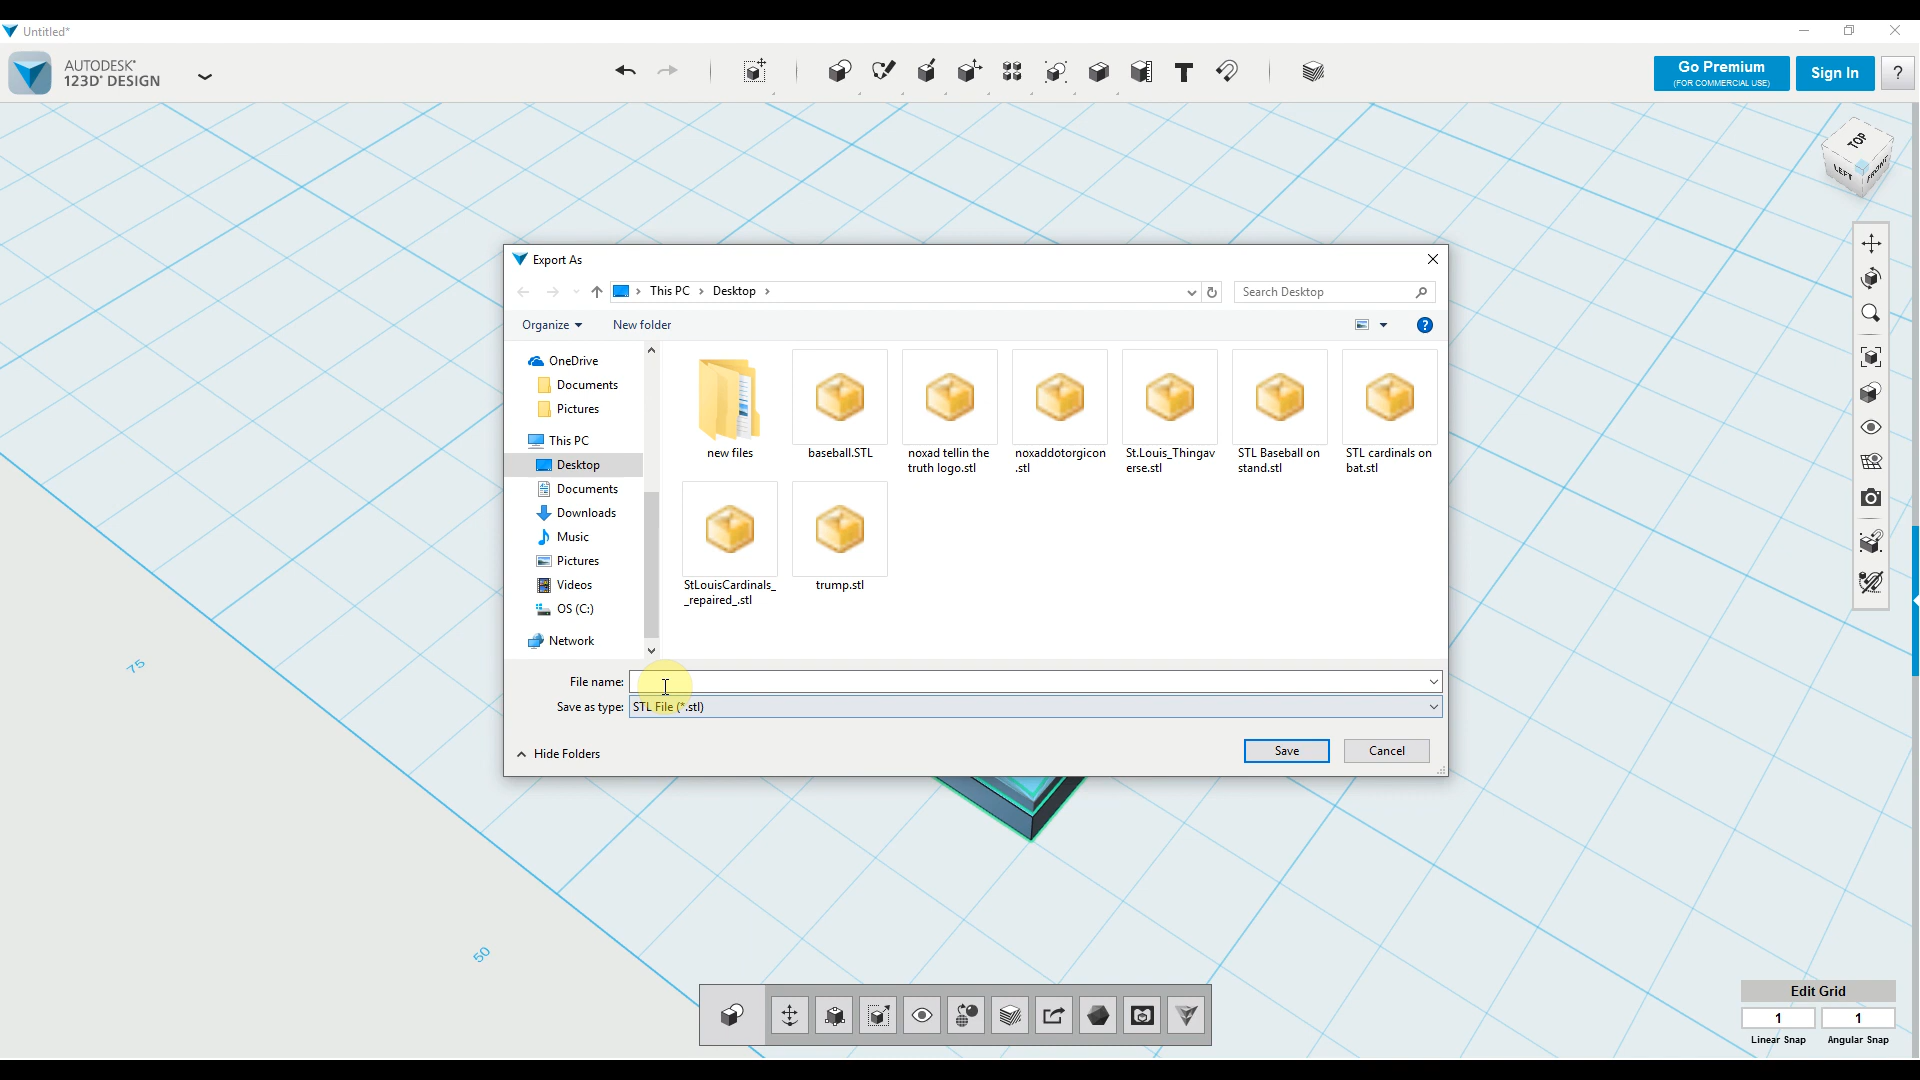 Untitled*
AUTODESK®
123D® DESIGN
Go Premium
(FOR COMMERCIAL USE)
Sign In
?
TOP
LEFT
FRONT
Export As
This PC
Desktop
Search Desktop
Organize
New folder
?
OneDrive
Documents
Pictures
This PC
Desktop
Documents
Downloads
Music
Pictures
Videos
OS (C:)
Network
new files
baseball.STL
noxad tellin the
truth logo.stl
noxaddotorgicon
.stl
St.Louis_Thingav
erse.stl
STL Baseball on
stand.stl
STL cardinals on
bat.stl
StLouisCardinals_
_repaired_.stl
trump.stl
File name:
Save as type:
STL File (*.stl)
Hide Folders
Save
Cancel
75
50
Edit Grid
1
1
Linear Snap
Angular Snap